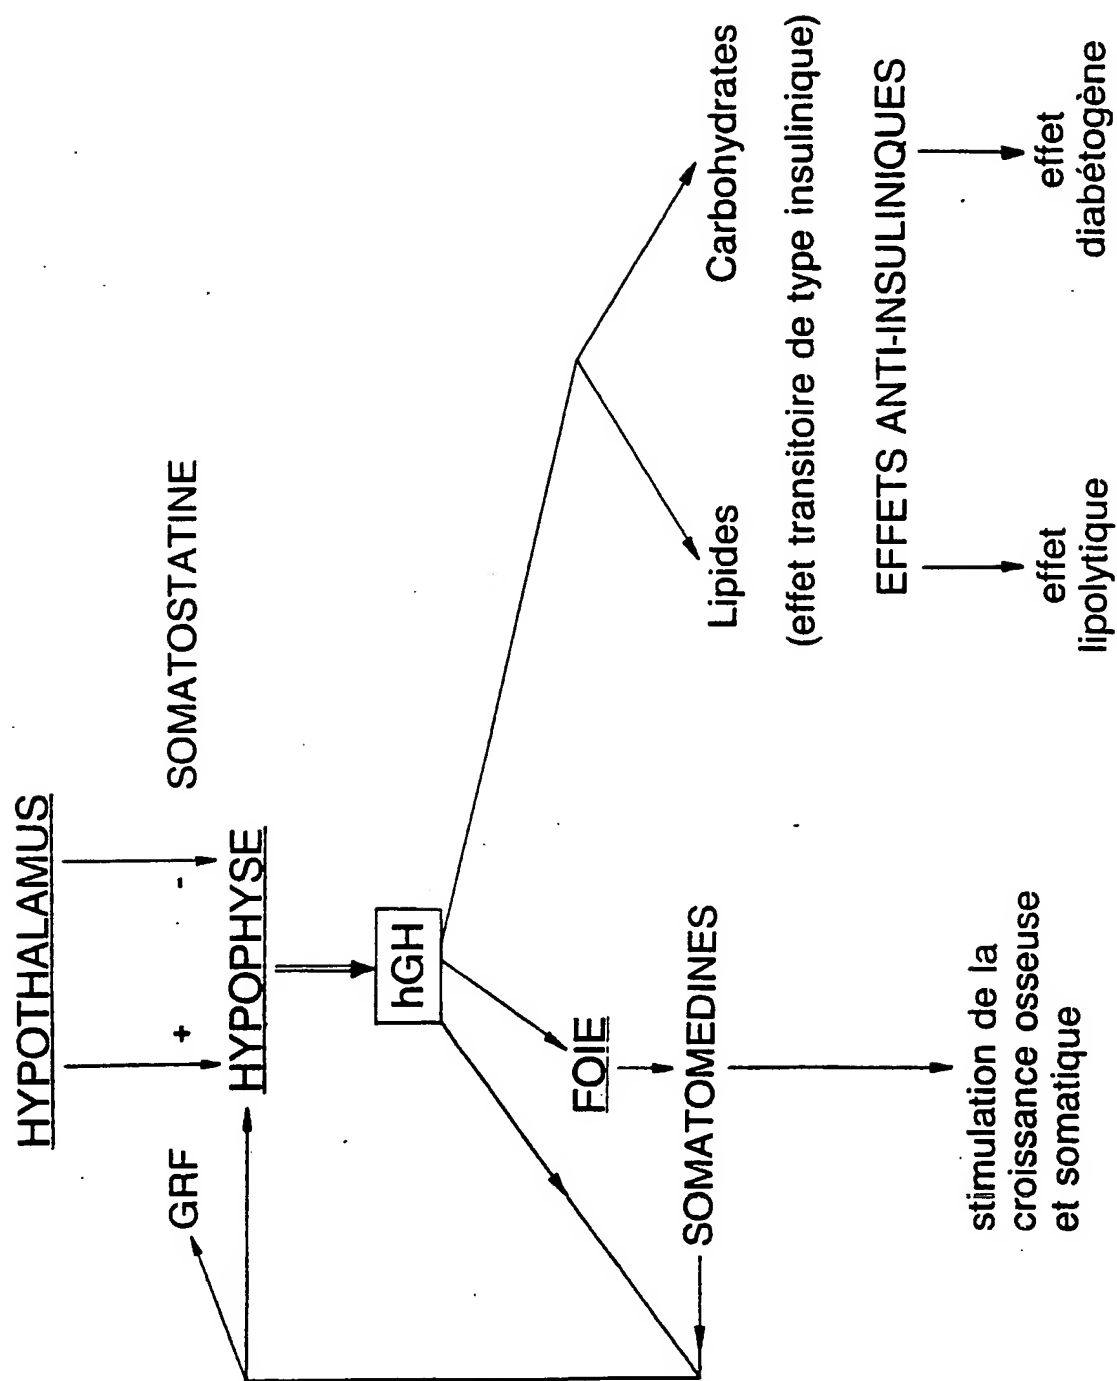 HYPOTHALAMUS
GRF
+
-
SOMATOSTATINE
HYPOPHYSE
hGH
FOIE
SOMATOMEDINES
stimulation de la
croissance osseuse
et somatique
Lipides
Carbohydrates
(effet transitoire de type insulinique)
EFFETS ANTI-INSULINIQUES
effet
lipolytique
effet
diabétogène